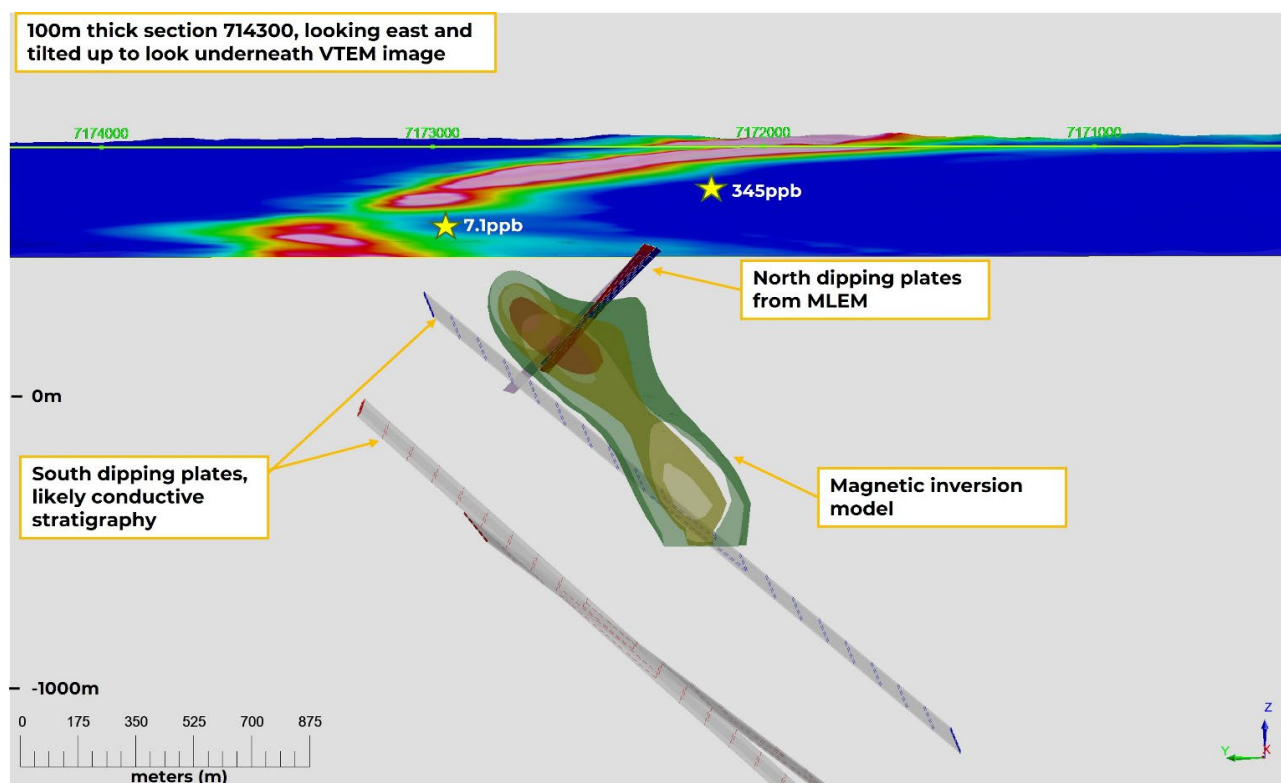 100m thick section 714300, looking east and
tilted up to look underneath VTEM image
7174000
7173000
7172000
7171000
345ppb
7.1ppb
North dipping plates
from MLEM
0m
South dipping plates,
likely conductive
stratigraphy
Magnetic inversion
model
-1000m
0 175 350 525 700 875
meters (m)
Z
Y
X